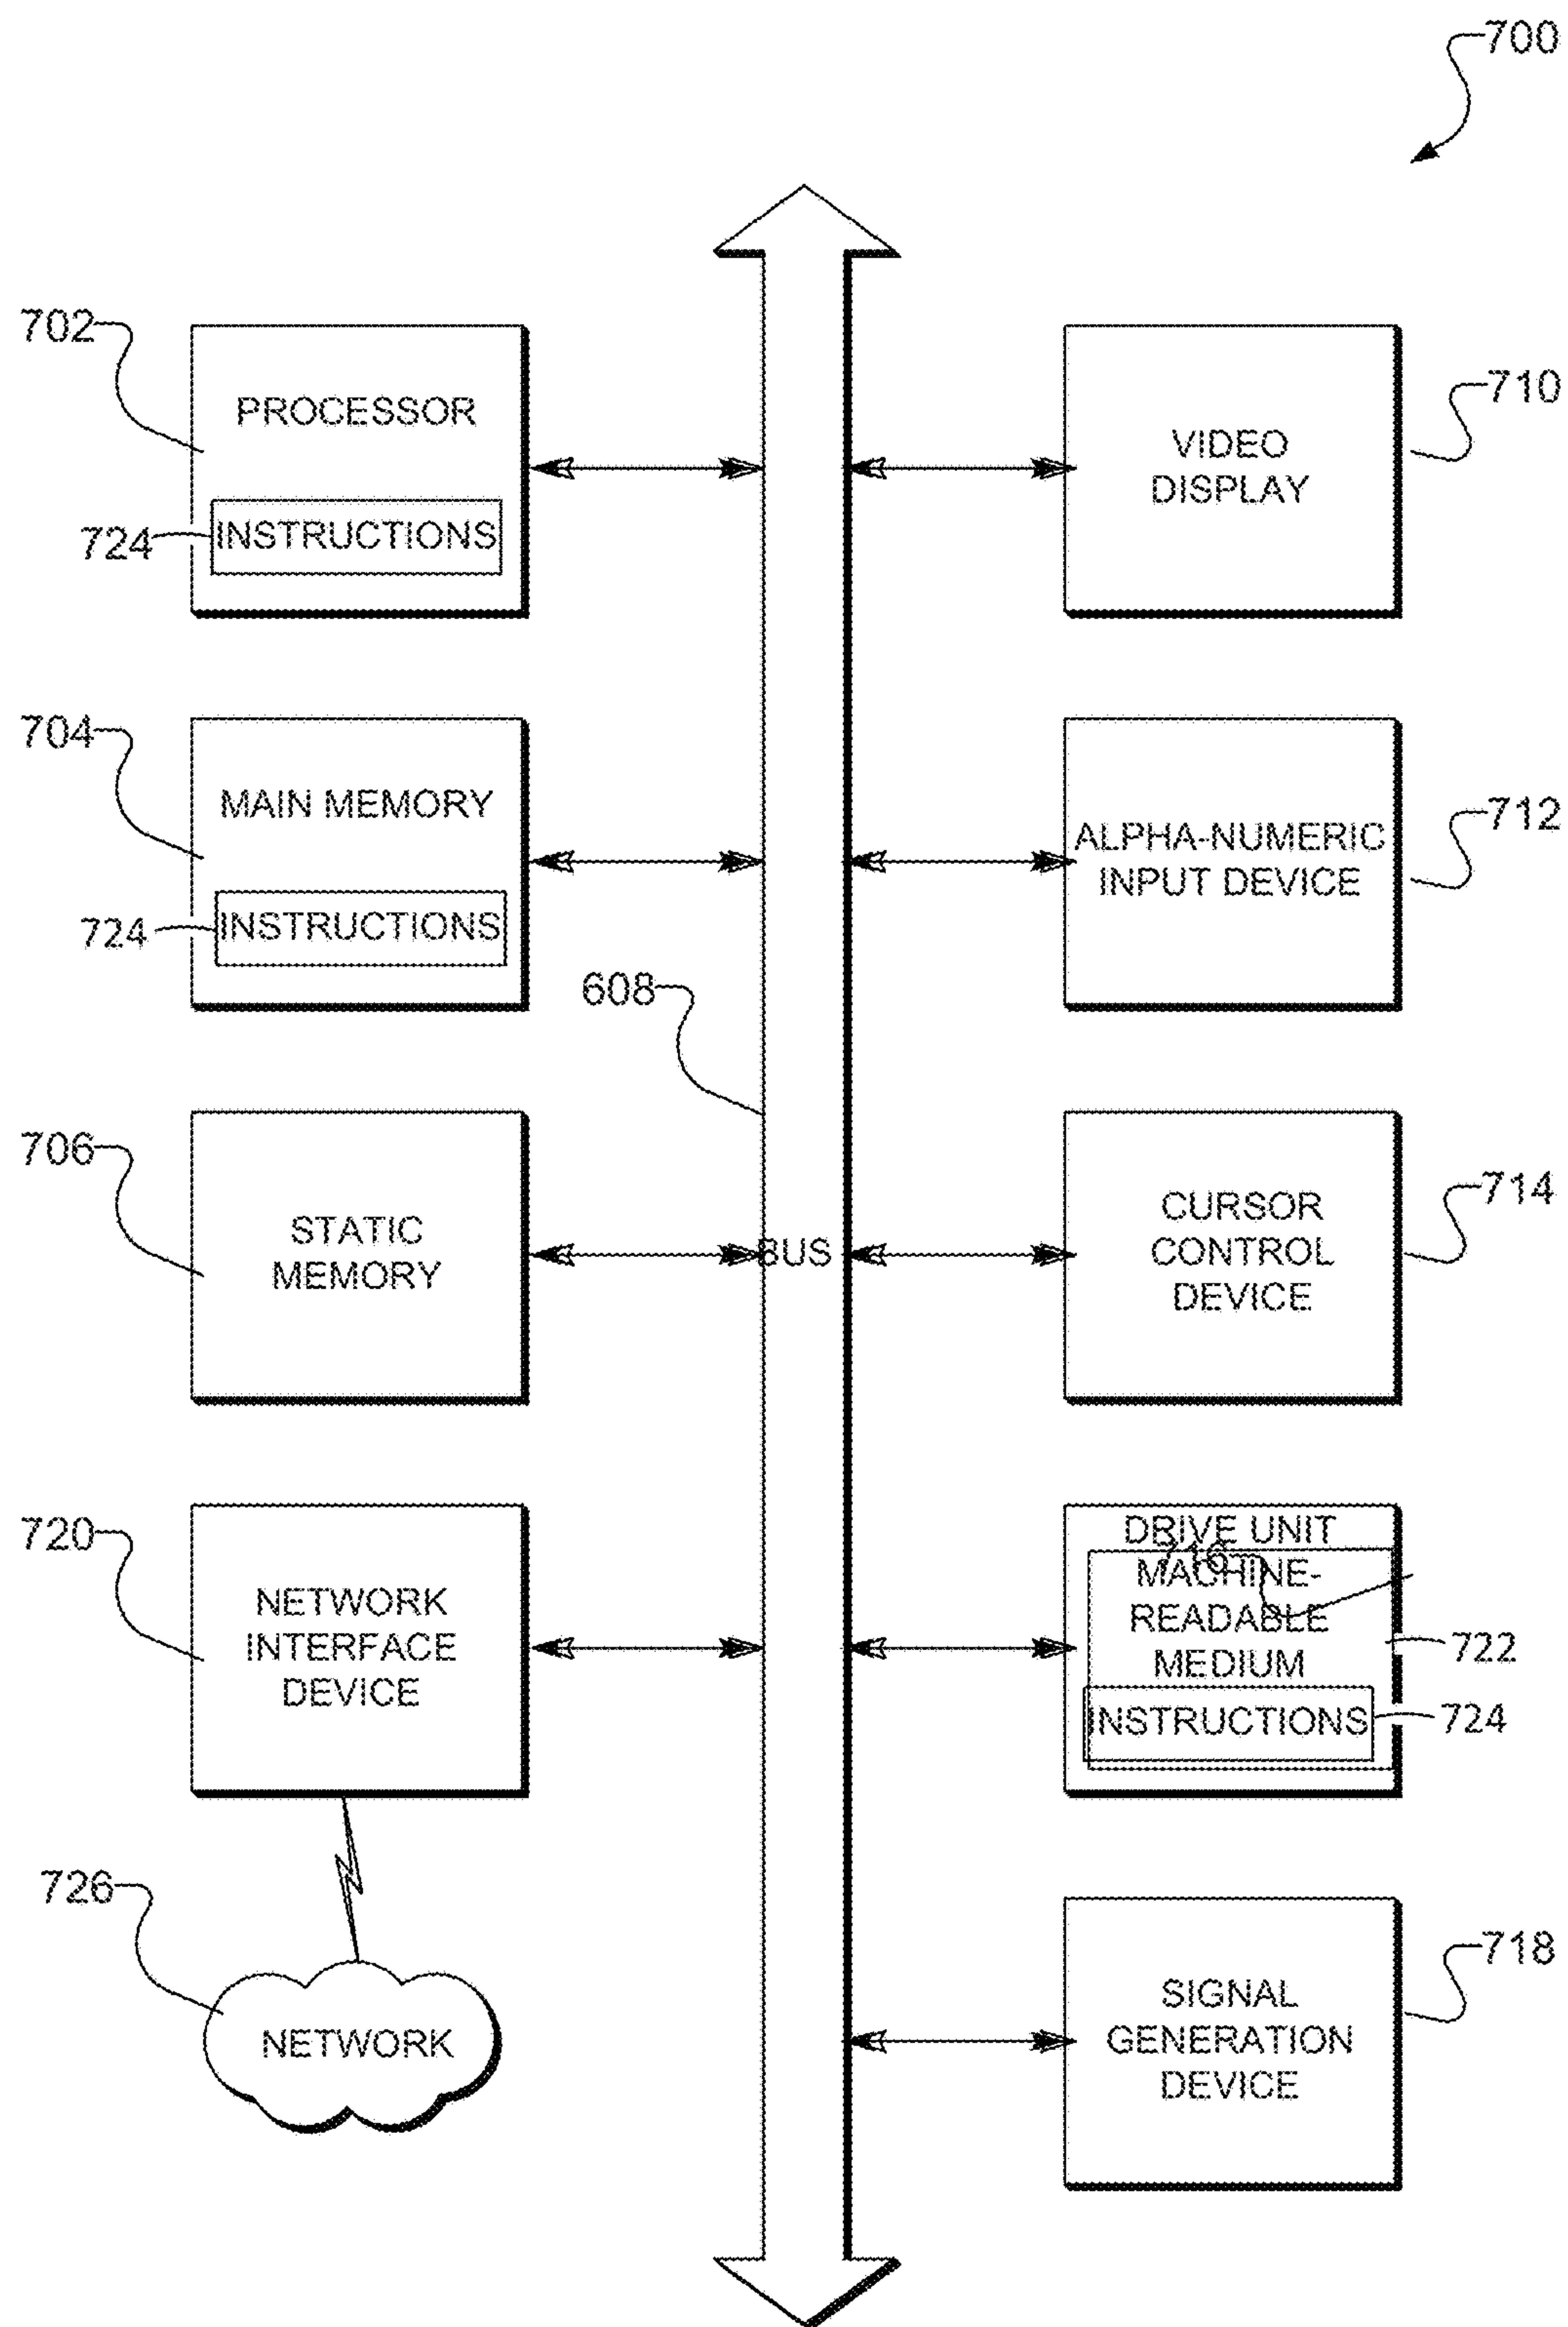 700
702
PROCESSOR
724
INSTRUCTIONS
704
MAIN MEMORY
724
INSTRUCTIONS
608
706
STATIC
MEMORY
BUS
720
NETWORK
INTERFACE
DEVICE
726
NETWORK
710
VIDEO
DISPLAY
712
ALPHA-NUMERIC
INPUT DEVICE
714
CURSOR
CONTROL
DEVICE
DRIVE UNIT
716
MACHINE-
READABLE
MEDIUM
722
INSTRUCTIONS
724
718
SIGNAL
GENERATION
DEVICE